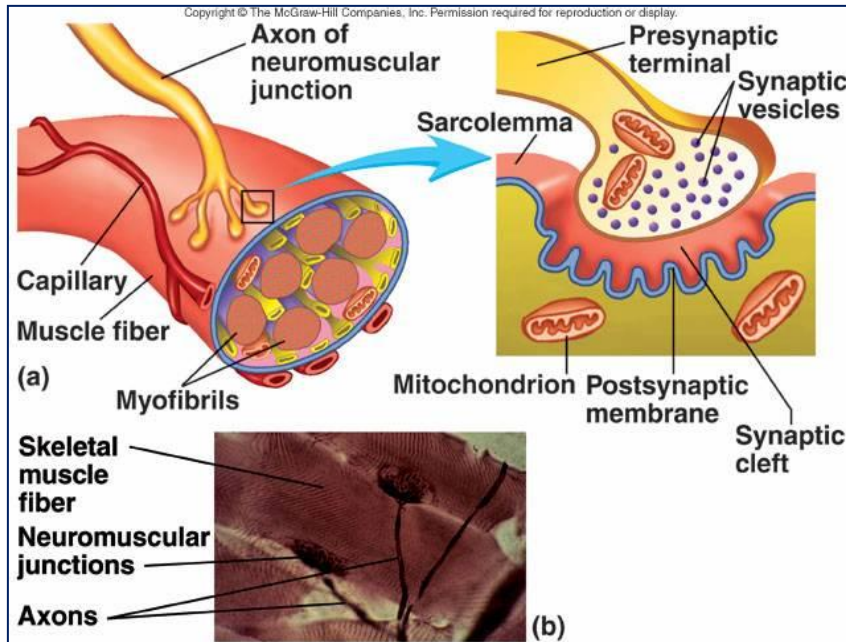 Copyright © The McGraw-Hill Companies, Inc. Permission required for reproduction or display.
Axon of
neuromuscular
junction
Capillary
Muscle fiber
(a)
Myofibrils
Presynaptic
terminal
Synaptic
vesicles
Sarcolemma
Mitochondrion
Postsynaptic
membrane
Synaptic
cleft
Skeletal
muscle
fiber
Neuromuscular
junctions
Axons
(b)